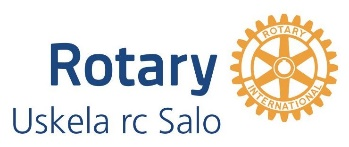 Rotary
Uskela rc Salo
ROTARY
INTERNATIONAL